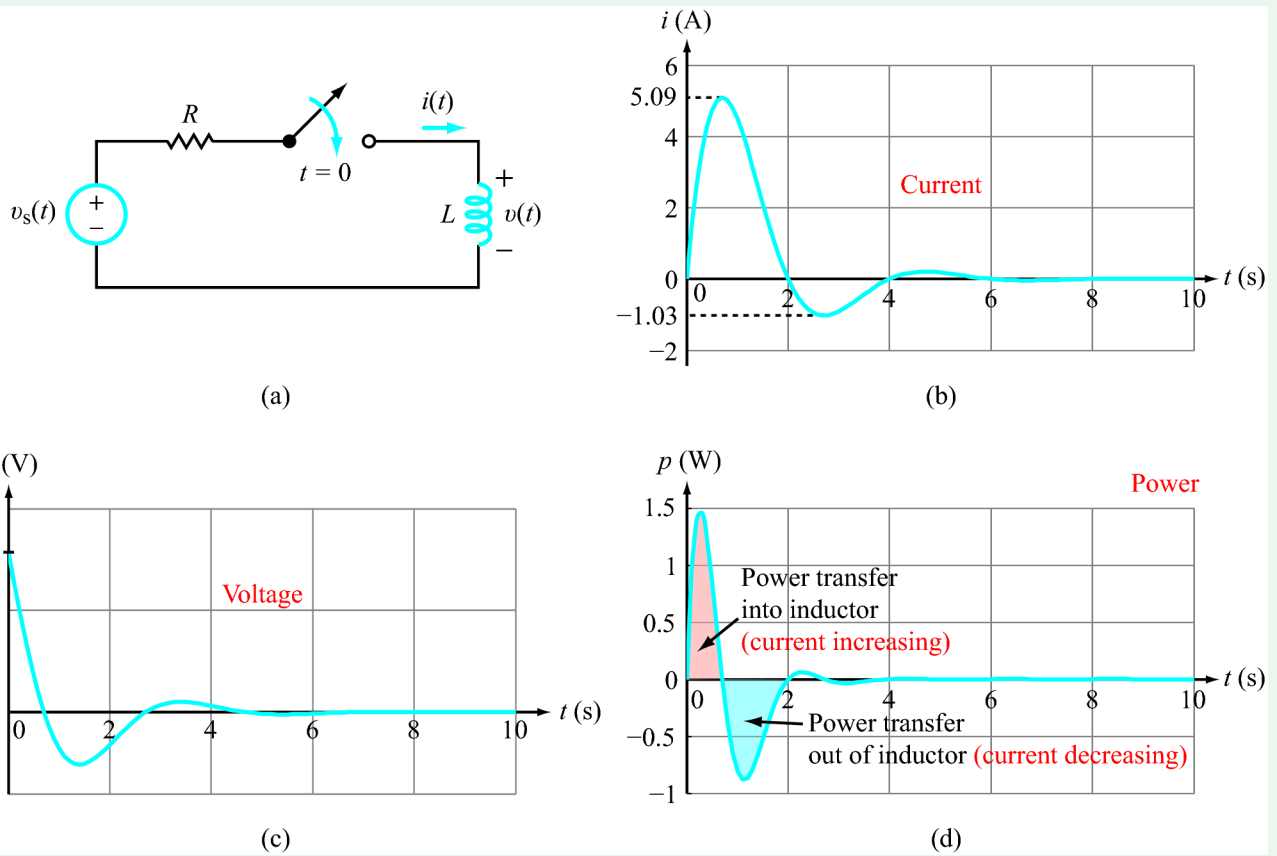 R
i(t)
t = 0
υs(t)
+
−
L
+
υ(t)
−
(a)
i (A)
6
5.09
4
2
0
−1.03
−2
Current
0 2 4 6 8 10
t (s)
(b)
(V)
Voltage
0 2 4 6 8 10
t (s)
(c)
p (W)
Power
1.5
1
0.5
0
−0.5
−1
Power transfer
into inductor
(current increasing)
0 2 4 6 8 10
t (s)
Power transfer
out of inductor (current decreasing)
(d)